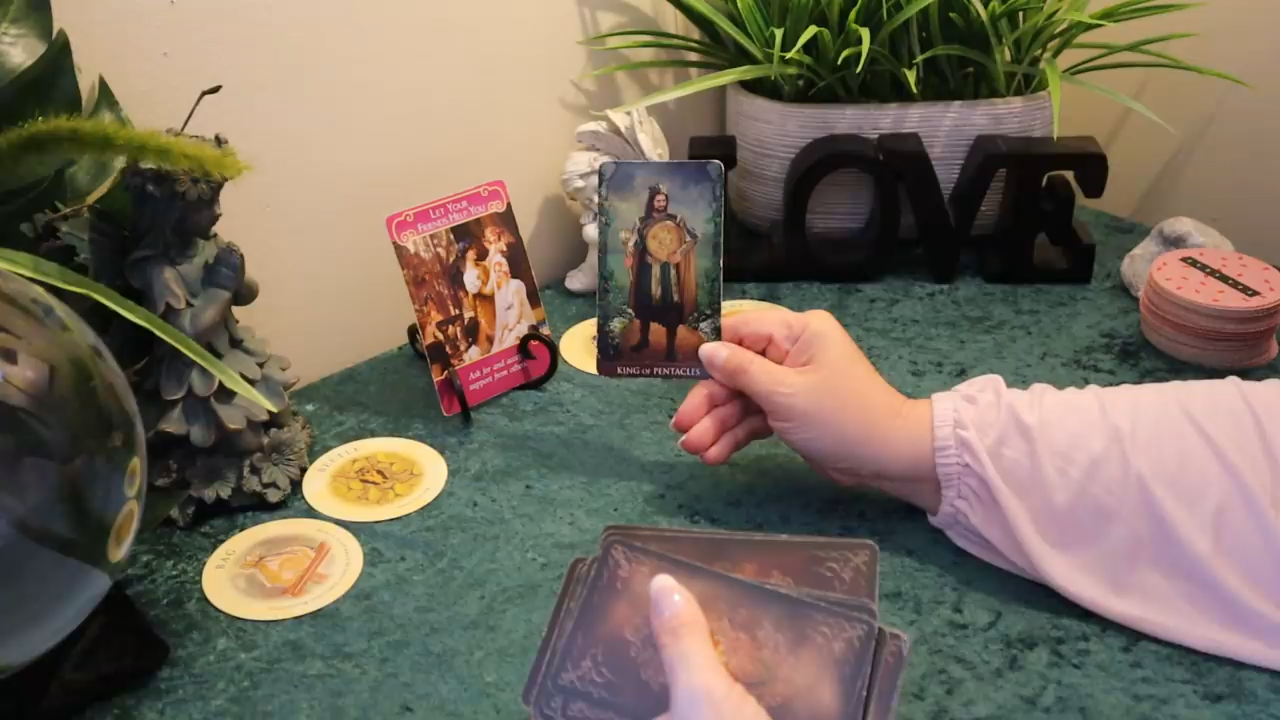 LET YOUR
FRIENDS HELP YOU
Ask for and accept
support from others.
KING OF PENTACLES
LOVE
BEETLE
BAG